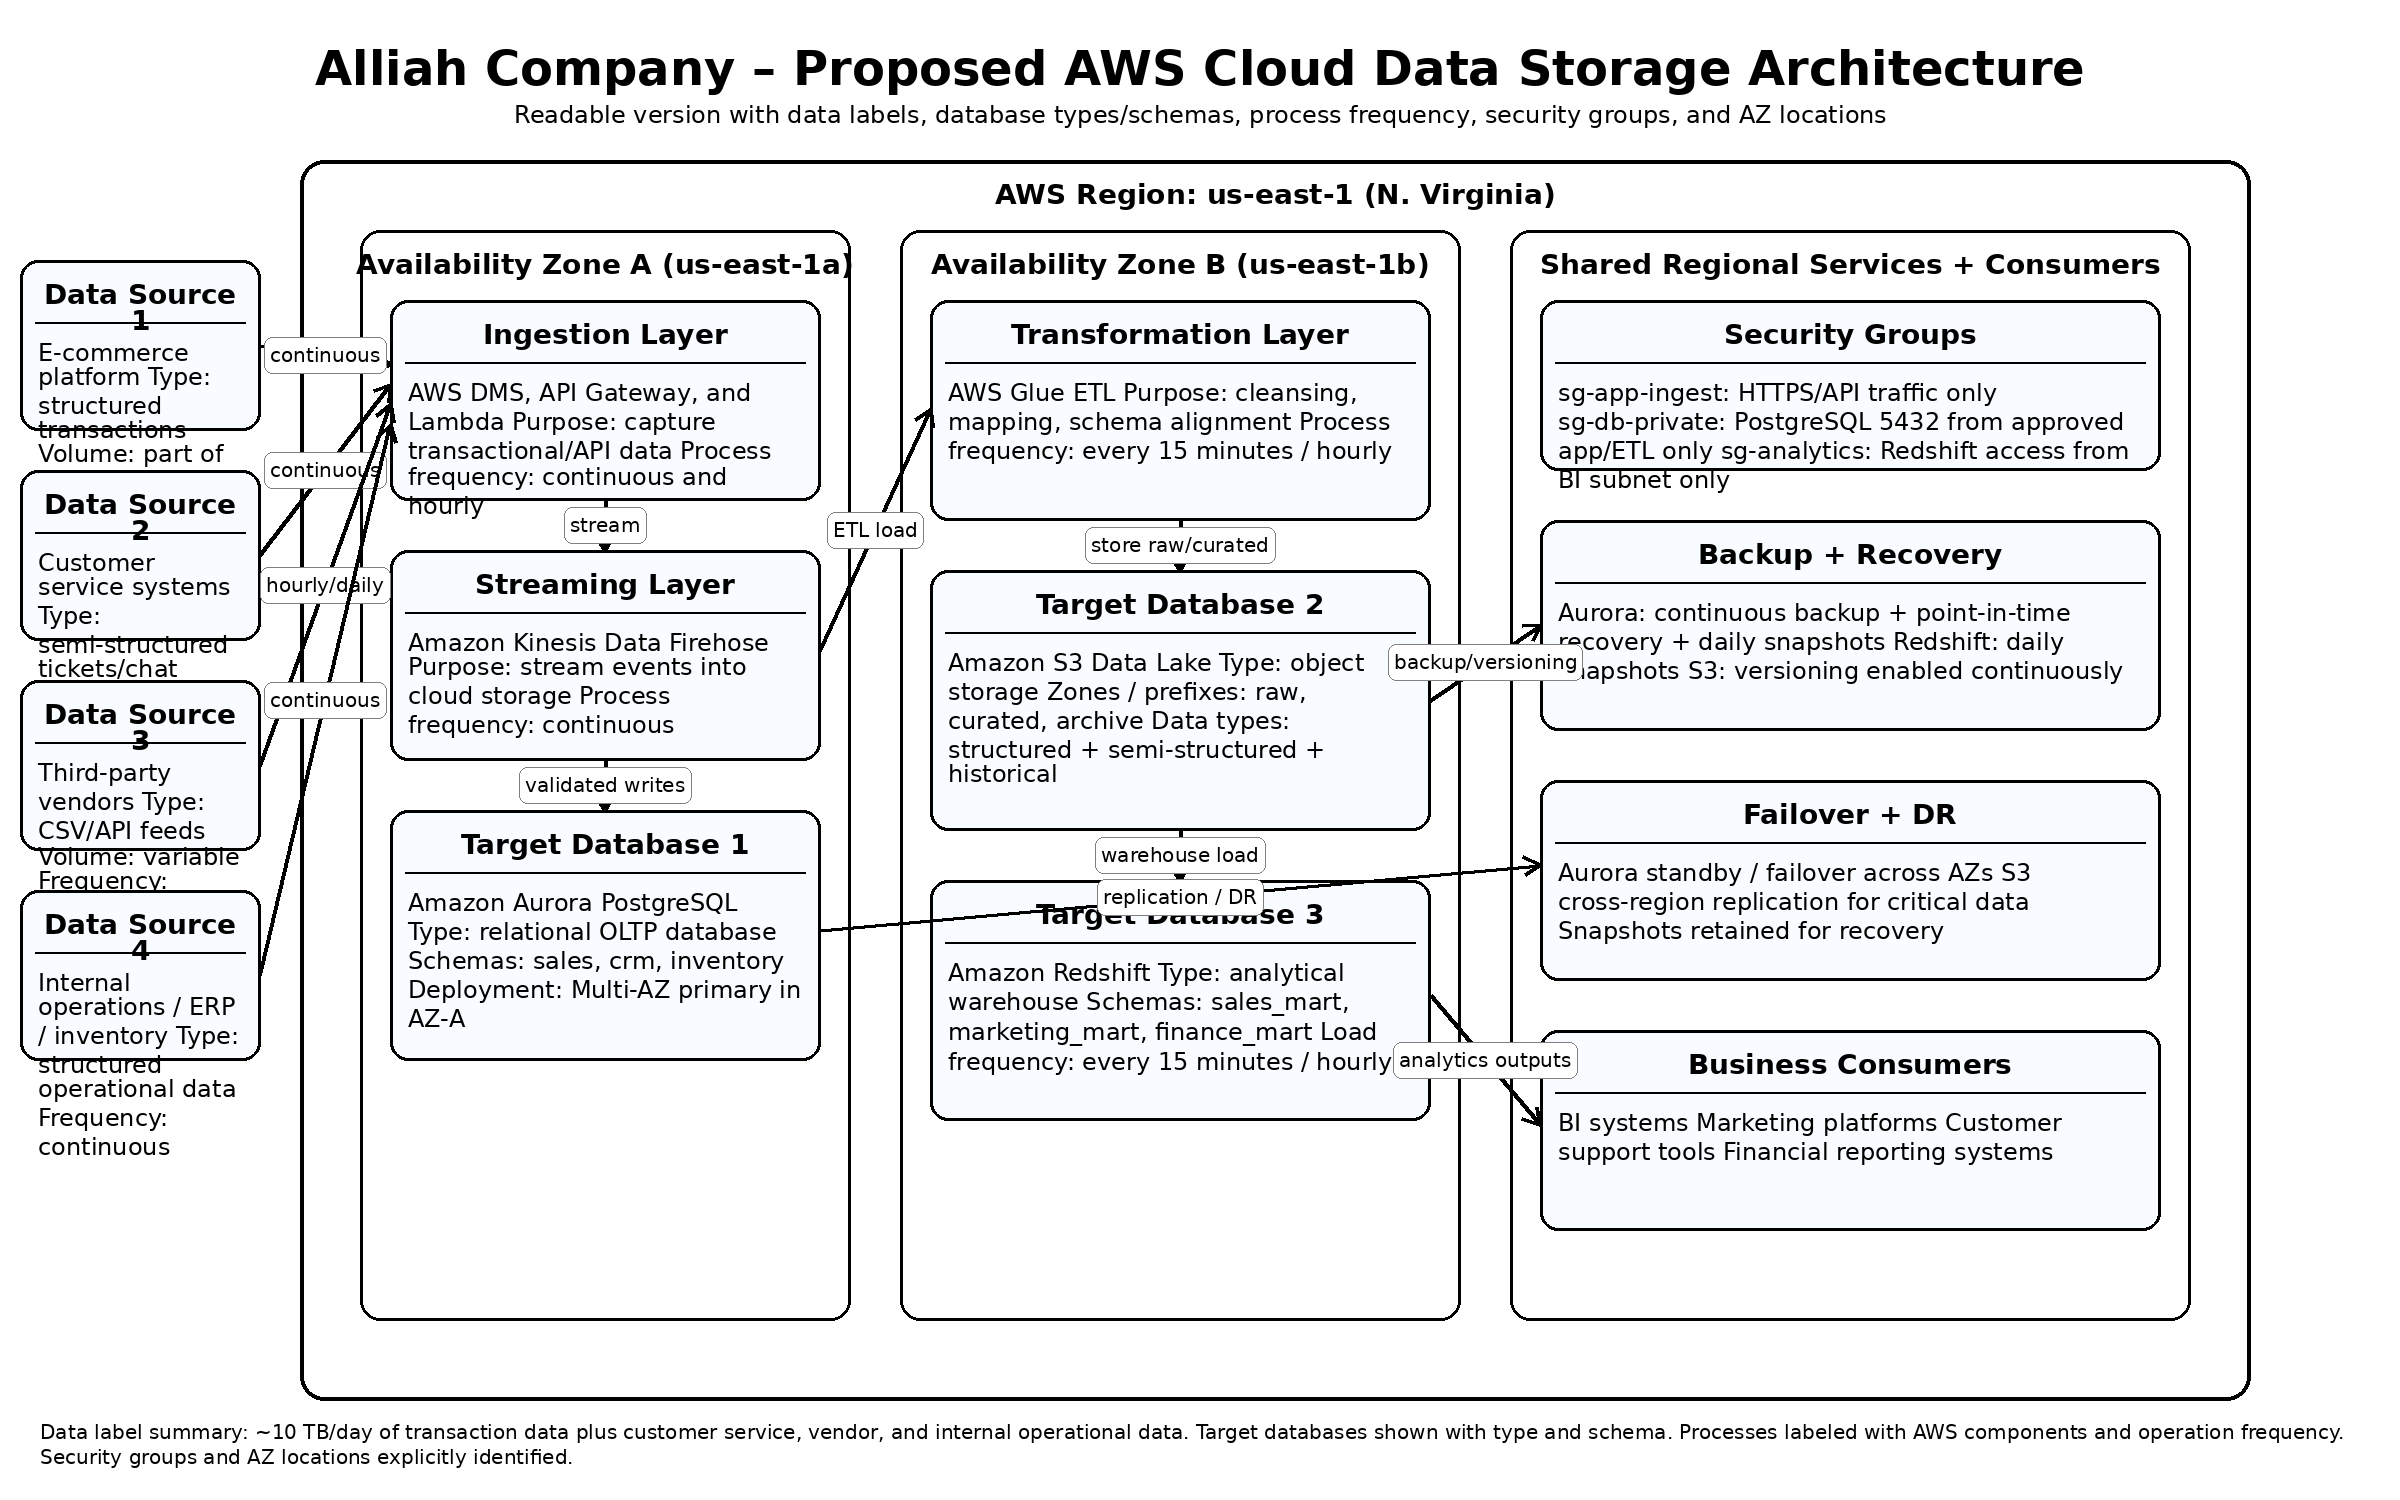 Alliah Company – Proposed AWS Cloud Data Storage Architecture
Readable version with data labels, database types/schemas, process frequency, security groups, and AZ locations
AWS Region: us-east-1 (N. Virginia)
Data Source
1
E-commerce
platform Type:
structured
transactions
Volume: part of
Data Source
2
Customer
service systems
Type:
semi-structured
tickets/chat
Data Source
3
Third-party
vendors Type:
CSV/API feeds
Volume: variable
Frequency:
Data Source
4
Internal
operations / ERP
/ inventory Type:
structured
operational data
Frequency:
continuous
continuous
continuous
hourly/daily
continuous
Availability Zone A (us-east-1a)
Ingestion Layer
AWS DMS, API Gateway, and
Lambda Purpose: capture
transactional/API data Process
frequency: continuous and
hourly
stream
Streaming Layer
Amazon Kinesis Data Firehose
Purpose: stream events into
cloud storage Process
frequency: continuous
validated writes
Target Database 1
Amazon Aurora PostgreSQL
Type: relational OLTP database
Schemas: sales, crm, inventory
Deployment: Multi-AZ primary in
AZ-A
ETL load
Availability Zone B (us-east-1b)
Transformation Layer
AWS Glue ETL Purpose: cleansing,
mapping, schema alignment Process
frequency: every 15 minutes / hourly
store raw/curated
Target Database 2
Amazon S3 Data Lake Type: object
storage Zones / prefixes: raw,
curated, archive Data types:
structured + semi-structured +
historical
warehouse load
replication / DR
Target Database 3
Amazon Redshift Type: analytical
warehouse Schemas: sales_mart,
marketing_mart, finance_mart Load
frequency: every 15 minutes / hourly
backup/versioning
analytics outputs
Shared Regional Services + Consumers
Security Groups
sg-app-ingest: HTTPS/API traffic only
sg-db-private: PostgreSQL 5432 from approved
app/ETL only sg-analytics: Redshift access from
BI subnet only
Backup + Recovery
Aurora: continuous backup + point-in-time
recovery + daily snapshots Redshift: daily
snapshots S3: versioning enabled continuously
Failover + DR
Aurora standby / failover across AZs S3
cross-region replication for critical data
Snapshots retained for recovery
Business Consumers
BI systems Marketing platforms Customer
support tools Financial reporting systems
Data label summary: ~10 TB/day of transaction data plus customer service, vendor, and internal operational data. Target databases shown with type and schema. Processes labeled with AWS components and operation frequency.
Security groups and AZ locations explicitly identified.